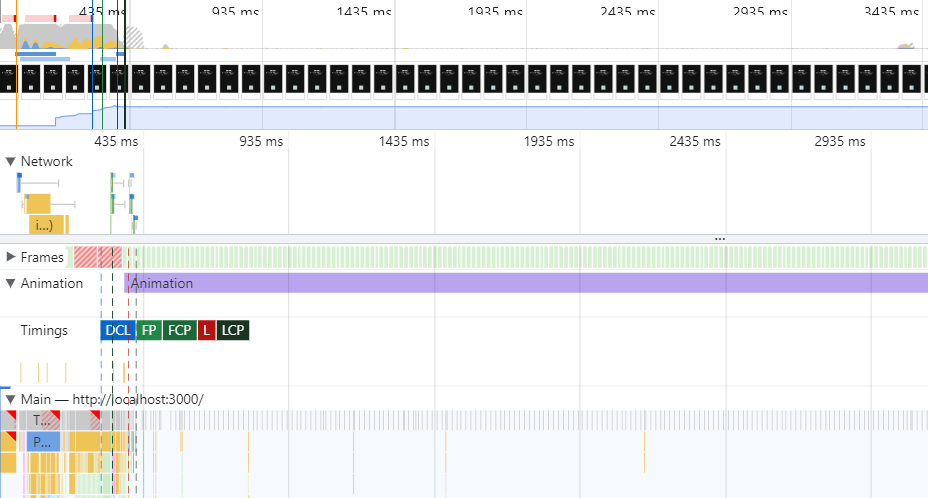 435 ms 935 ms 1435 ms 1935 ms 2435 ms 2935 ms 3435 ms
435 ms 935 ms 1435 ms 1935 ms 2435 ms 2935 ms
Network
i...)
...
Frames
Animation Animation
Timings DCL FP FCP L LCP
Main — http://localhost:3000/
T...
P...